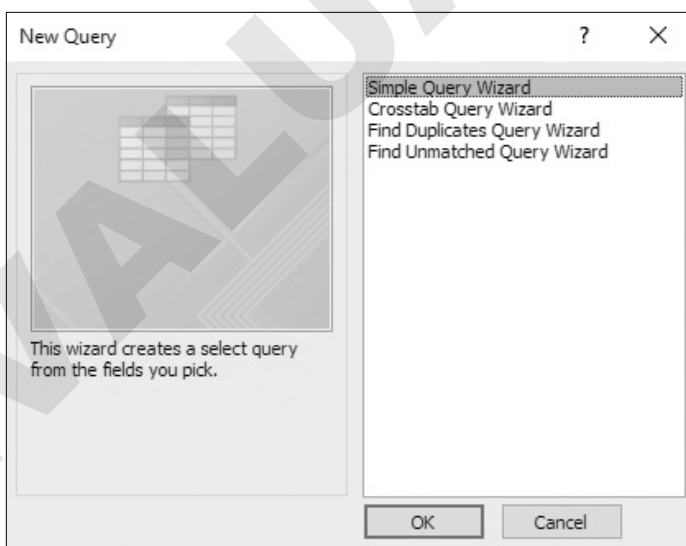 New Query
?
Simple Query Wizard
Crosstab Query Wizard
Find Duplicates Query Wizard
Find Unmatched Query Wizard
This wizard creates a select query
from the fields you pick.
OK
Cancel
VALU